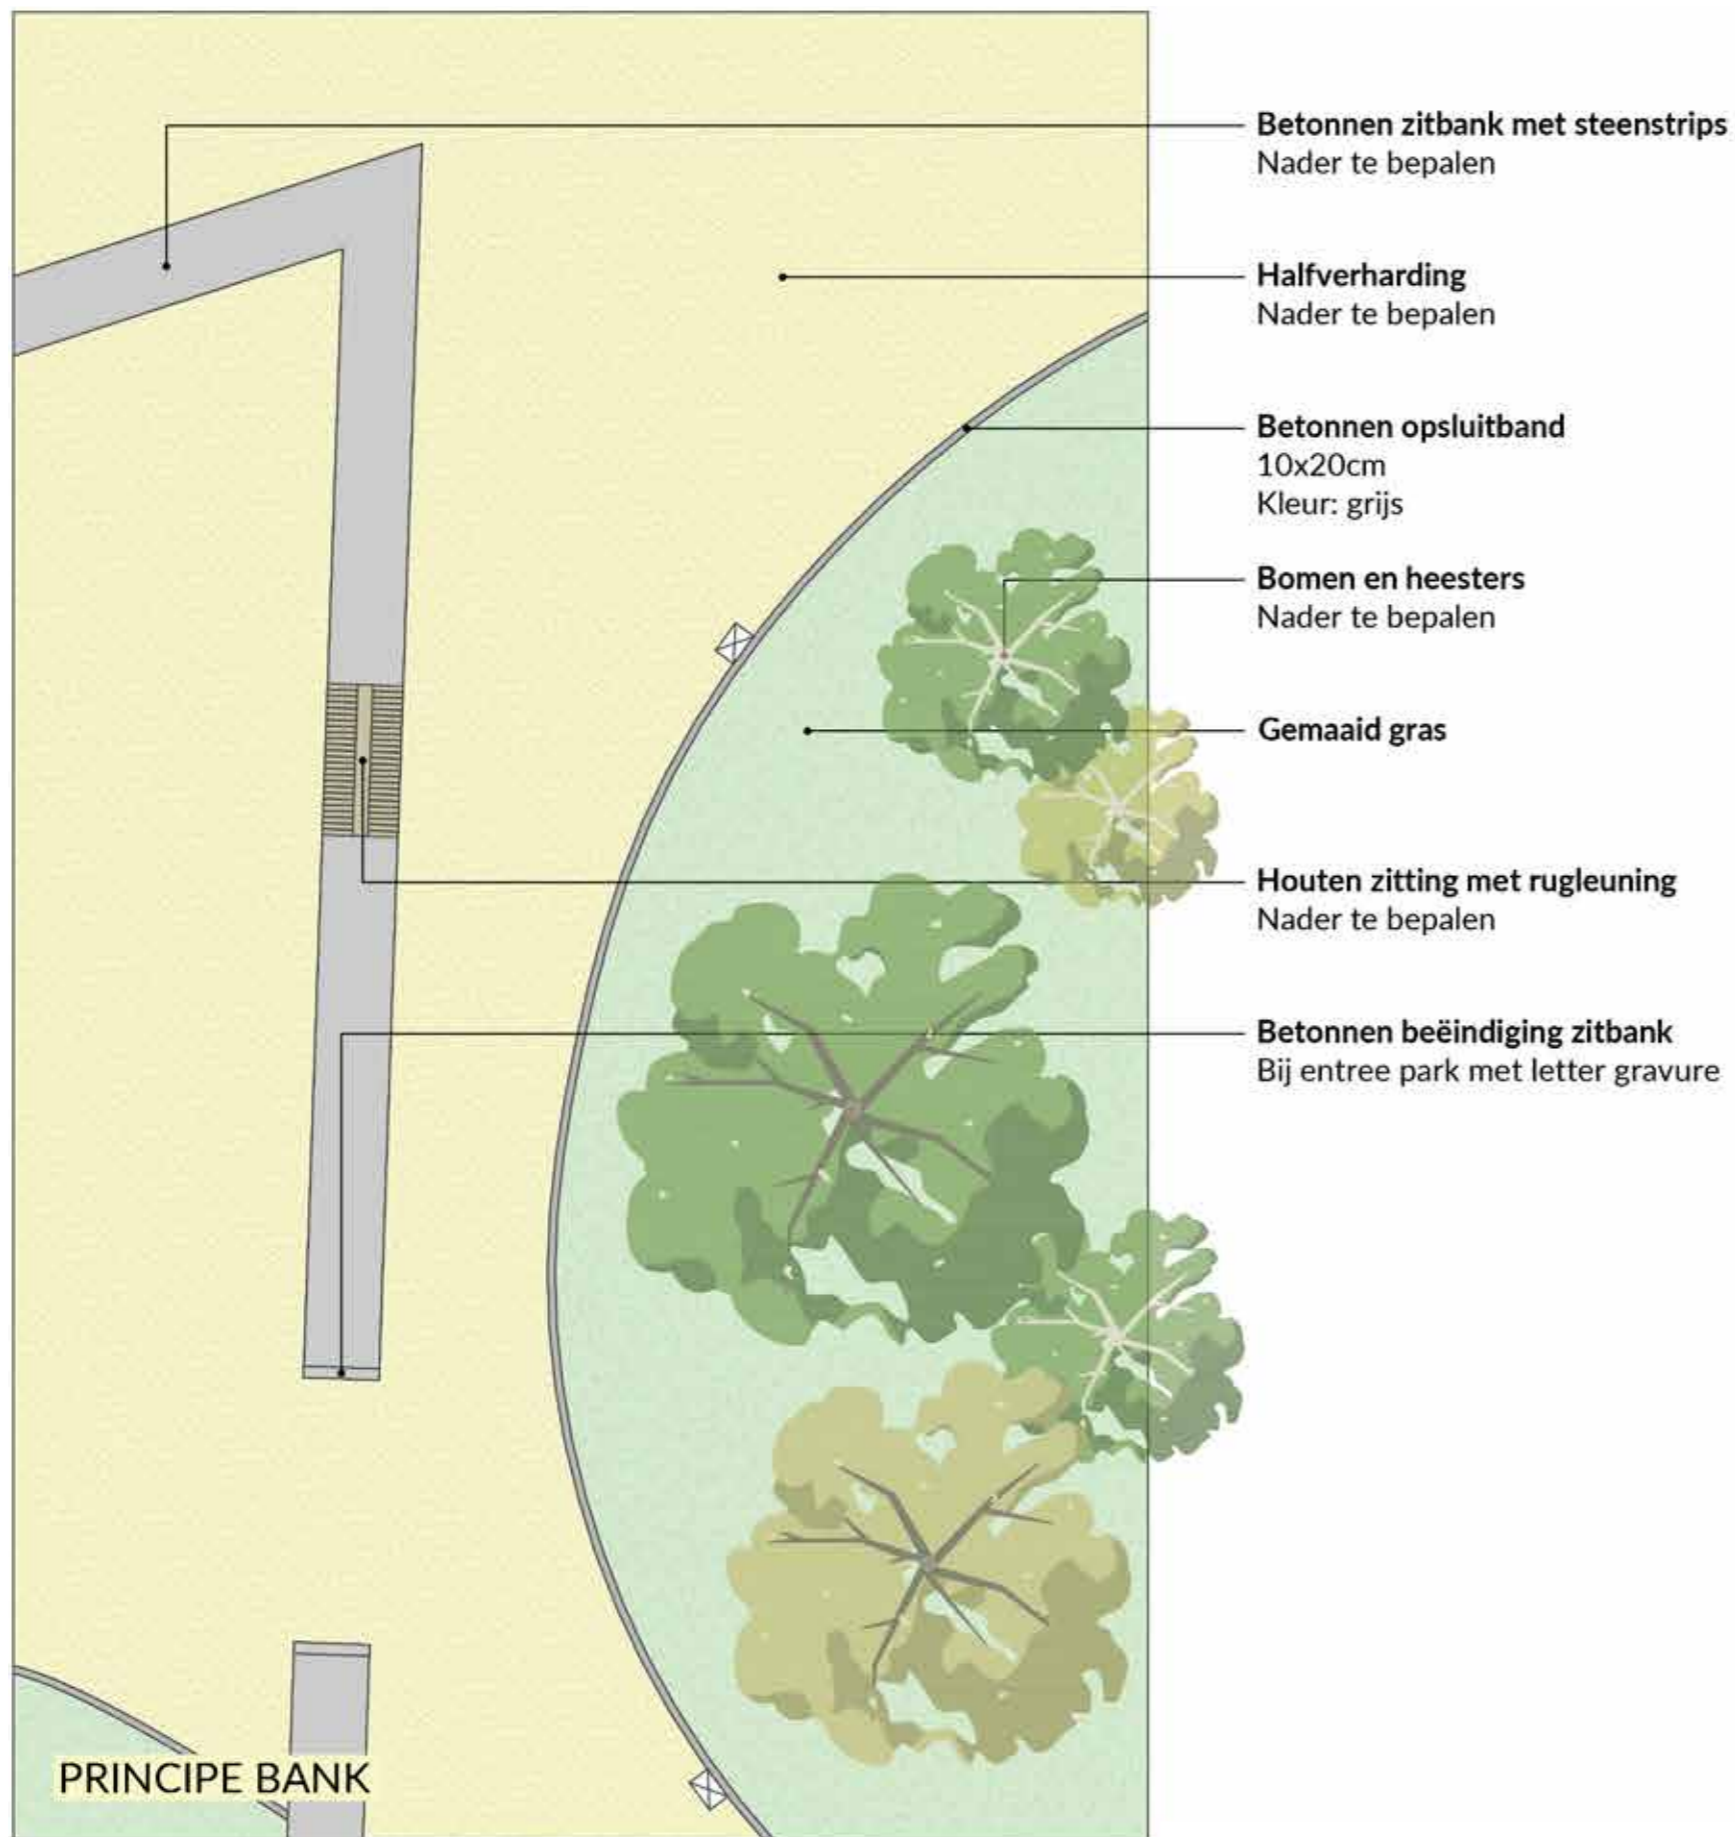 Betonnen zitbank met steenstrips
Nader te bepalen
Halfverharding
Nader te bepalen
Betonnen opsluitband
10x20cm
Kleur: grijs
Bomen en heesters
Nader te bepalen
Gemaaid gras
Houten zitting met rugleuning
Nader te bepalen
Betonnen beëindiging zitbank
Bij entree park met letter gravure
PRINCIPE BANK